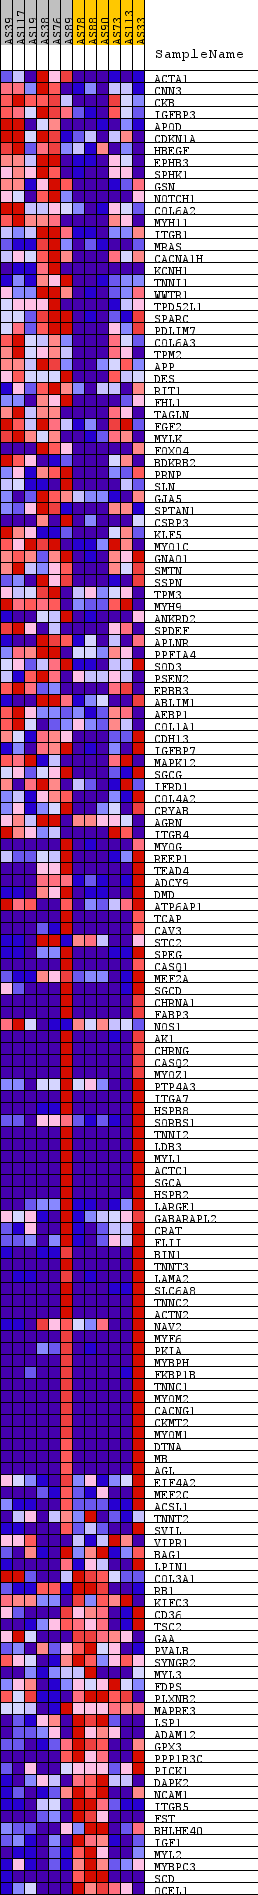 AS39
AS117
AS19
AS38
AS76
AS89
AS78
AS88
AS90
AS73
AS113
AS33
SampleName
ACTA1
CNN3
CKB
IGFBP3
APOD
CDKN1A
HBEGF
EPHB3
SPHK1
GSN
NOTCH1
COL6A2
MYH11
ITGB1
MRAS
CACNA1H
KCNH1
TNNI1
WWTR1
TPD52L1
SPARC
PDLIM7
COL6A3
TPM2
APP
DES
RIT1
FHL1
TAGLN
FGF2
MYLK
FOXO4
BDKRB2
PRNP
SLN
GJA5
SPTAN1
CSRP3
KLF5
MYO1C
GNAO1
SMTN
SSPN
TPM3
MYH9
ANKRD2
SPDEF
APLNR
PPFIA4
SOD3
PSEN2
ERBB3
ABLIM1
AEBP1
COL1A1
CDH13
IGFBP7
MAPK12
SGCG
IFRD1
COL4A2
CRYAB
AGRN
ITGB4
MYOG
REEP1
TEAD4
ADCY9
DMD
ATP6AP1
TCAP
CAV3
STC2
SPEG
CASQ1
MEF2A
SGCD
CHRNA1
FABP3
NOS1
AK1
CHRNG
CASQ2
MYOZ1
PTP4A3
ITGA7
HSPB8
SORBS1
TNNI2
LDB3
MYL1
ACTC1
SGCA
HSPB2
LARGE1
GABARAPL2
CRAT
FLII
BIN1
TNNT3
LAMA2
SLC6A8
TNNC2
ACTN2
NAV2
MYF6
PKIA
MYBPH
FKBP1B
TNNC1
MYOM2
CACNG1
CKMT2
MYOM1
DTNA
MB
AGL
EIF4A2
MEF2C
ACSL1
TNNT2
SVIL
VIPR1
BAG1
LPIN1
COL3A1
RB1
KIFC3
CD36
TSC2
GAA
PVALB
SYNGR2
MYL3
FDPS
PLXNB2
MAPRE3
LSP1
ADAM12
GPX3
PPP1R3C
PICK1
DAPK2
NCAM1
ITGB5
FST
BHLHE40
IGF1
MYL2
MYBPC3
SCD
OCEL1